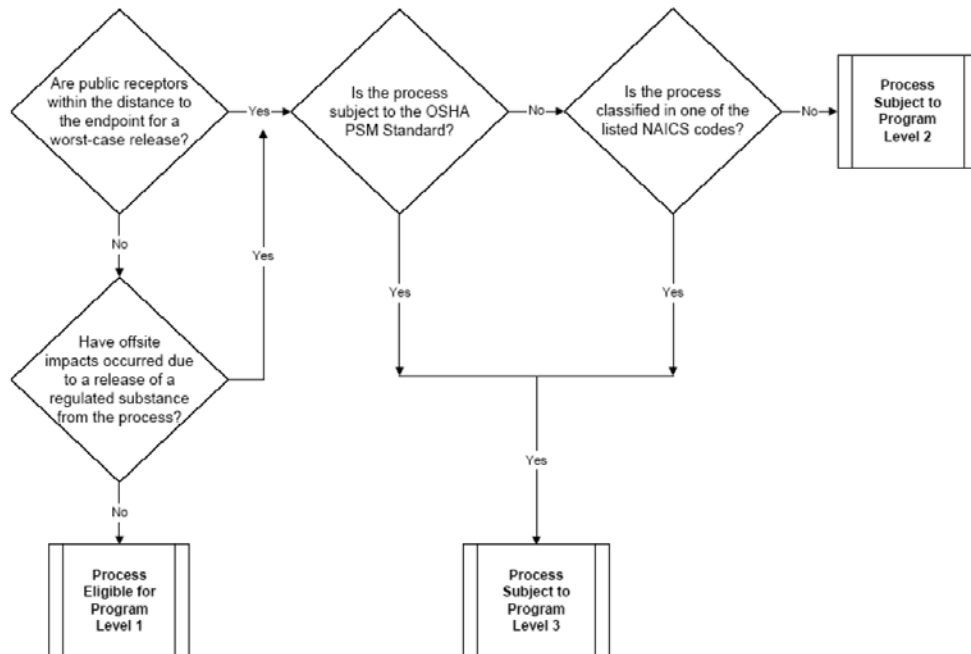 Are public receptors
within the distance to
the endpoint for a
worst-case release?
Yes
Is the process
subject to the OSHA
PSM Standard?
No
Is the process
classified in one of the
listed NAICS codes?
No
Process
Subject to
Program
Level 2
No
Yes
Yes
Yes
Have offsite
impacts occurred due
to a release of a
regulated substance
from the process?
Yes
No
Process
Eligible for
Program
Level 1
Process
Subject to
Program
Level 3